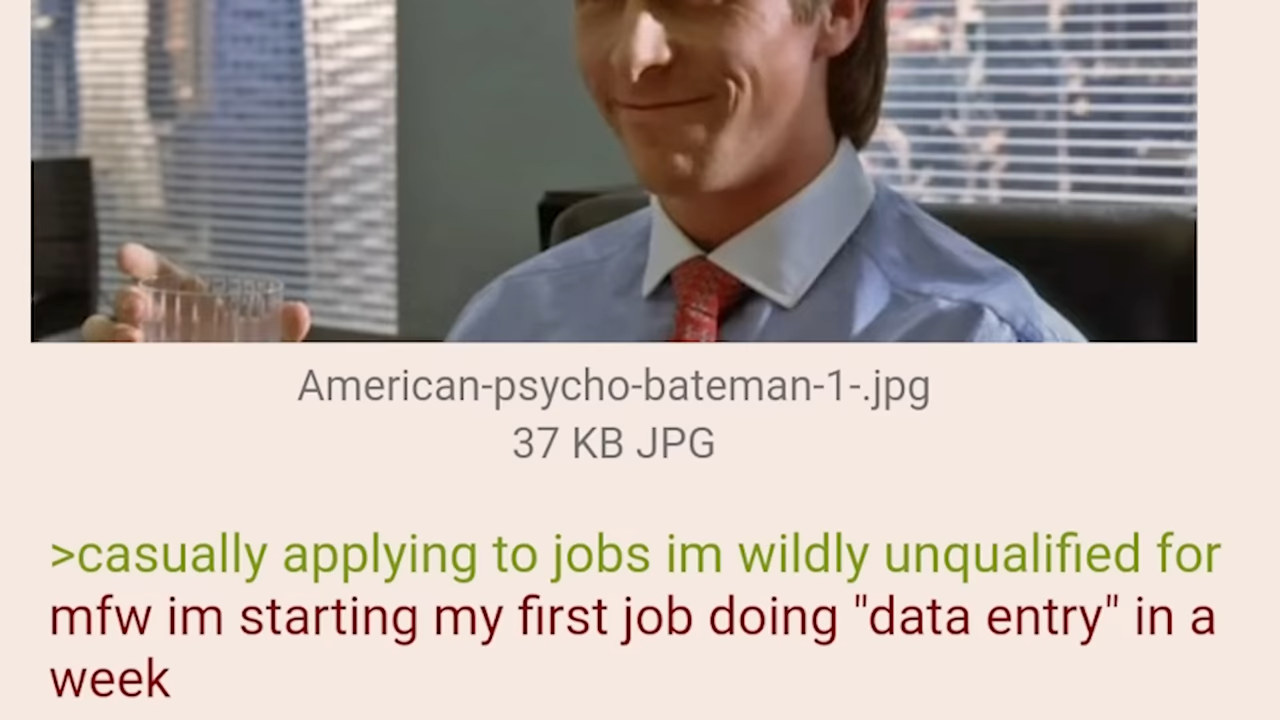 American-psycho-bateman-1-.jpg
37 KB JPG
>casually applying to jobs im wildly unqualified for
mfw im starting my first job doing "data entry" in a
week